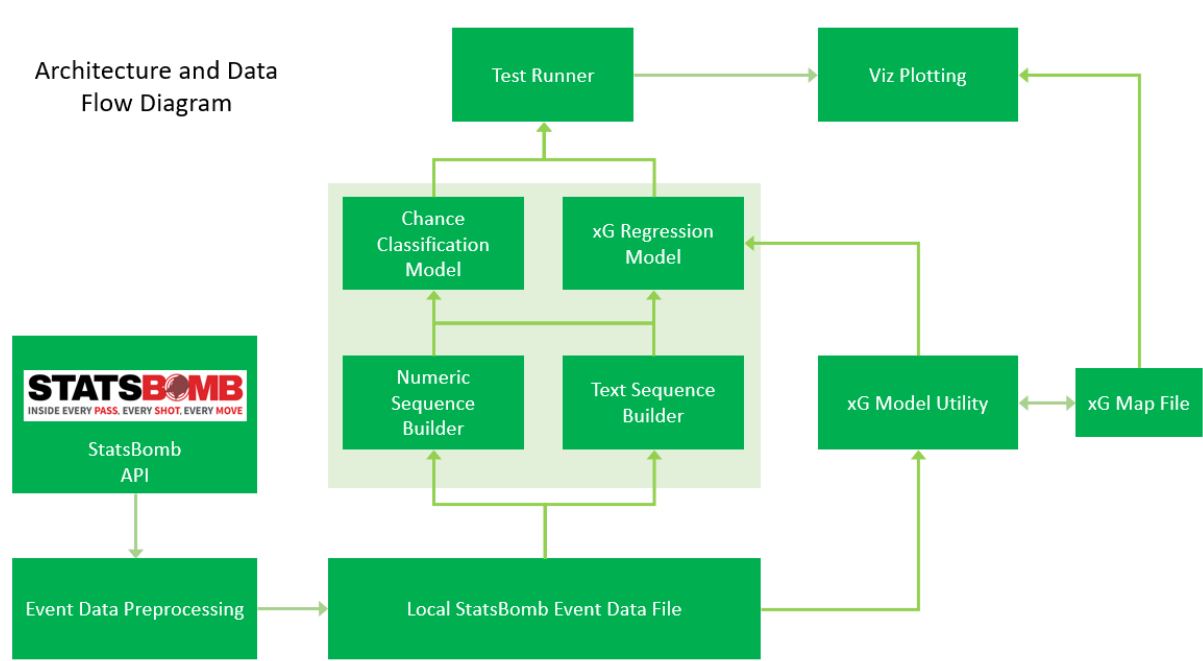 Architecture and Data
Flow Diagram
Test Runner
Viz Plotting
Chance
Classification
Model
xG Regression
Model
STATSBOMB
INSIDE EVERY PASS, EVERY SHOT, EVERY MOVE
StatsBomb
API
Numeric
Sequence
Builder
Text Sequence
Builder
xG Model Utility
xG Map File
Event Data Preprocessing
Local StatsBomb Event Data File